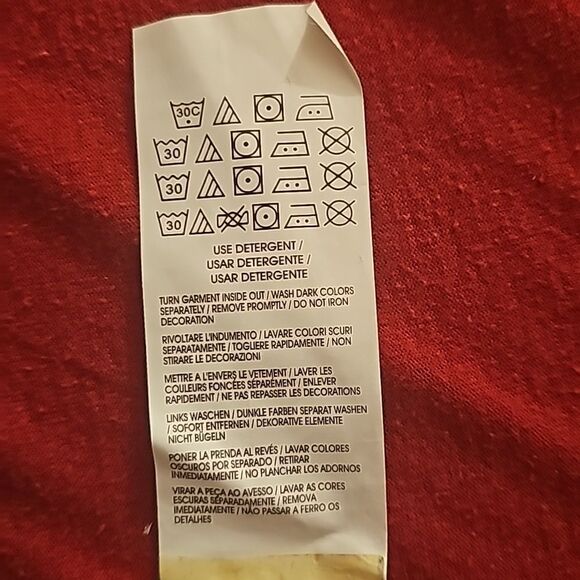 30C
30
30
30
USE DETERGENT /
USAR DETERGENTE /
USAR DETERGENTE
TURN GARMENT INSIDE OUT / WASH DARK COLORS
SEPARATELY / REMOVE PROMPTLY / DO NOT IRON
DECORATION
RIVOLTARE L'INDUMENTO / LAVARE COLORI SCURI
SEPARATAMENTE / TOGLIERE RAPIDAMENTE / NON
STIRARE LE DECORAZIONI
METTRE A L'ENVERS LE VETEMENT / LAVER LES
COULEURS FONCÉES SÉPARÉMENT / ENLEVER
RAPIDEMENT / NE PAS REPASSER LES DECORATIONS
LINKS WASCHEN / DUNKLE FARBEN SEPARAT WASHEN
/ SOFORT ENTFERNEN / DEKORATIVE ELEMENTE
NICHT BÜGELN
PONER LA PRENDA AL REVÉS / LAVAR COLORES
OSCUROS POR SEPARADO / RETIRAR
INMEDIATAMENTE / NO PLANCHAR LOS ADORNOS
VIRAR A PEÇA AO AVESSO / LAVAR AS CORES
ESCURAS SEPARADAMENTE / REMOVA
IMEDIATAMENTE / NÃO PASSAR A FERRO OS
DETALHES